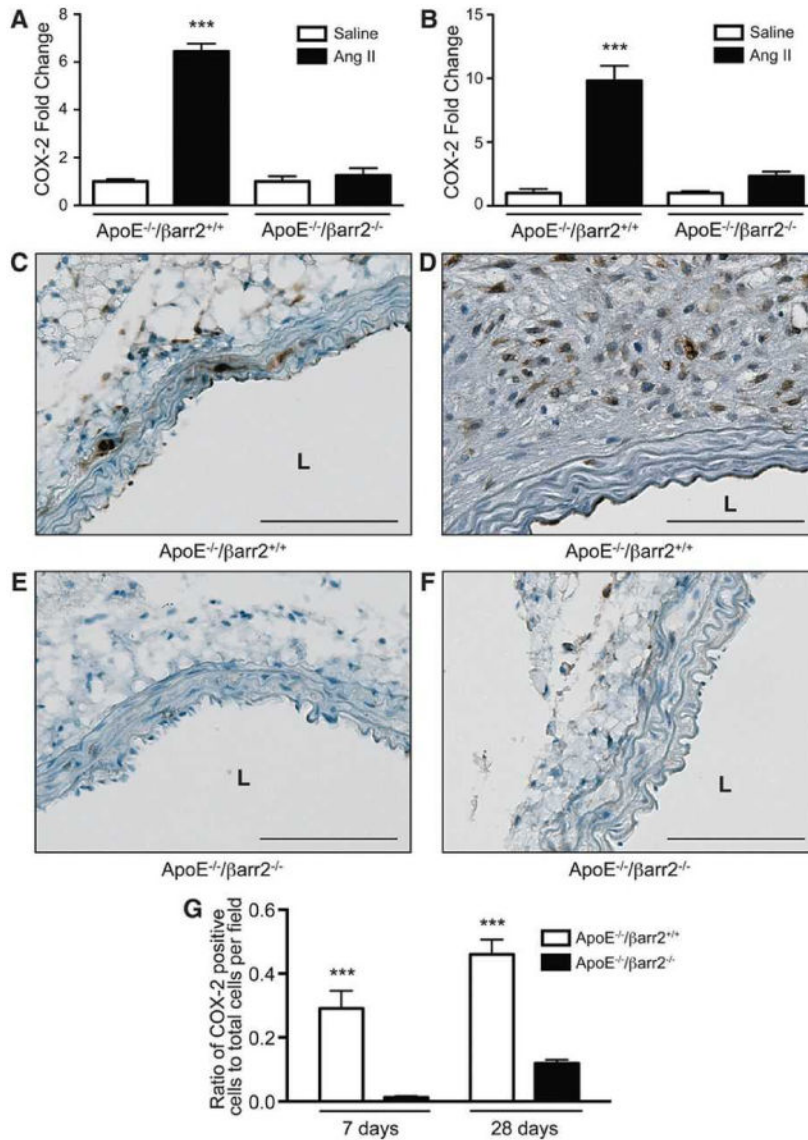 A
COX-2 Fold Change
8
6
4
2
0
***
Saline
Ang II
ApoE⁻/⁻/βarr2⁺/⁺ ApoE⁻/⁻/βarr2⁻/⁻
B
COX-2 Fold Change
15
10
5
0
***
Saline
Ang II
ApoE⁻/⁻/βarr2⁺/⁺ ApoE⁻/⁻/βarr2⁻/⁻
C
L
ApoE⁻/⁻/βarr2⁺/⁺
D
L
ApoE⁻/⁻/βarr2⁺/⁺
E
L
ApoE⁻/⁻/βarr2⁻/⁻
F
L
ApoE⁻/⁻/βarr2⁻/⁻
G
Ratio of COX-2 positive
cells to total cells per field
0.6
0.4
0.2
0.0
***
***
ApoE⁻/⁻/βarr2⁺/⁺
ApoE⁻/⁻/βarr2⁻/⁻
7 days 28 days